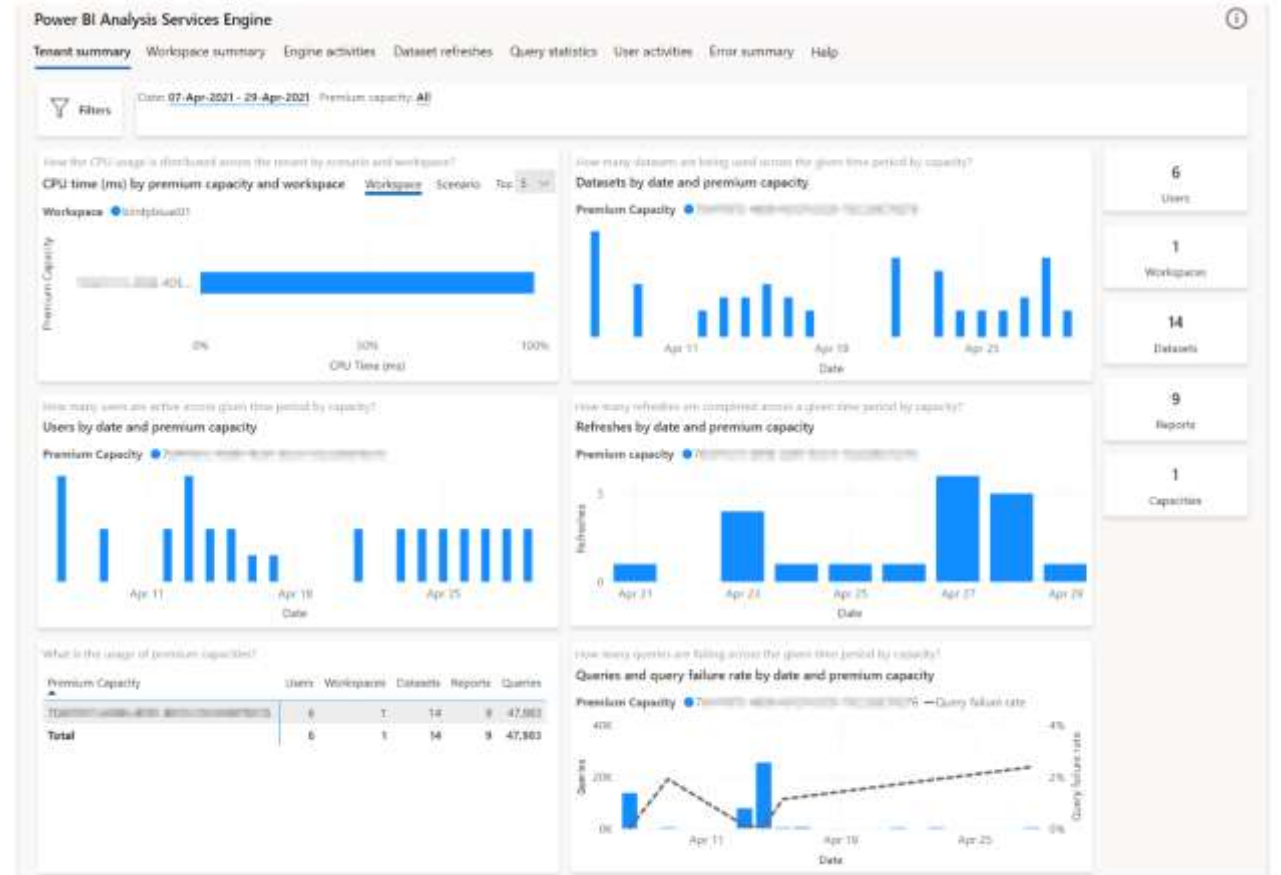 Power BI Analysis Services Engine
Tenant summary Workspace summary Engine activities Dataset refreshes Query statistics User activities Error summary Help
Filters
Date: 07-Apr-2021 - 29-Apr-2021 Premium capacity: All
How the CPU usage is distributed across the tenant by scenario and workspace?
CPU time (ms) by premium capacity and workspace Workspace Scenario Top 5
Workspace
Premium Capacity
0% 50% 100%
CPU Time (ms)
How many datasets are being used across the given time period by capacity?
Datasets by date and premium capacity
Premium Capacity
Apr 11 Apr 18 Apr 25
Date
6
Users
1
Workspaces
14
Datasets
9
Reports
1
Capacities
How many users are active across given time period by capacity?
Users by date and premium capacity
Premium Capacity
Apr 11 Apr 18 Apr 25
Date
How many refreshes are completed across a given time period by capacity?
Refreshes by date and premium capacity
Premium capacity
Refreshes
5
0
Apr 21 Apr 23 Apr 25 Apr 27 Apr 29
Date
What is the usage of premium capacities?
Premium Capacity Users Workspaces Datasets Reports Queries
6 1 14 9 47,983
Total 6 1 14 9 47,983
How many queries are failing across the given time period by capacity?
Queries and query failure rate by date and premium capacity
Premium Capacity Query failure rate
Queries
40K
20K
0K
4%
2%
0%
Query failure rate
Apr 11 Apr 18 Apr 25
Date